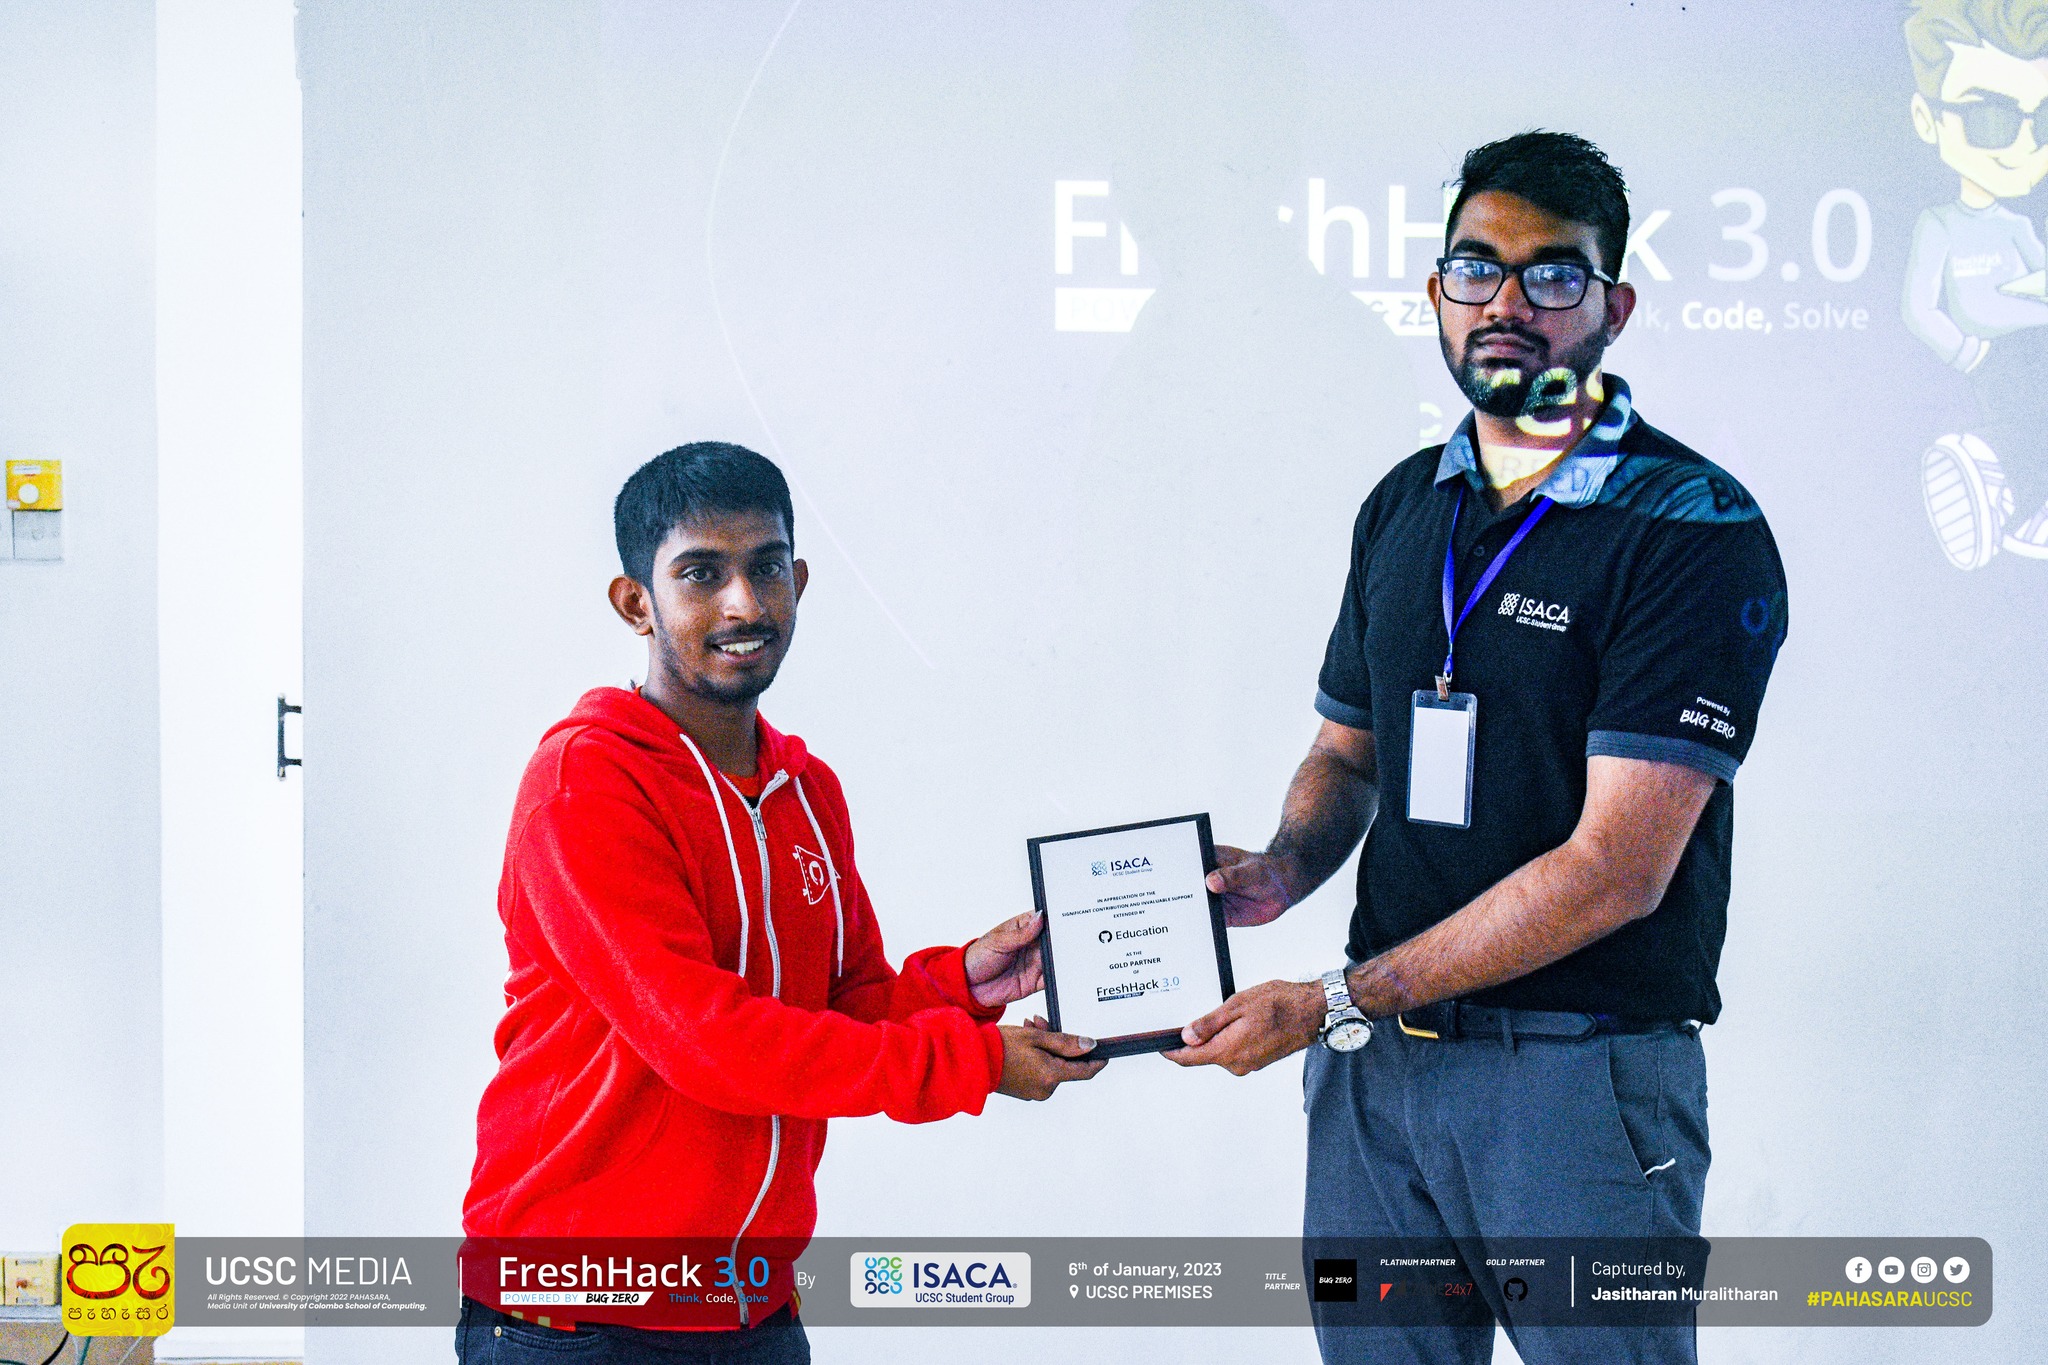 3.0
Code, Solve
ISACA
UCSC Student Group
Powered By
BUG ZERO
ISACA
UCSC Student Group
IN APPRECIATION OF THE
SIGNIFICANT CONTRIBUTION AND INVALUABLE SUPPORT
EXTENDED BY
Education
AS THE
GOLD PARTNER
OF
FreshHack 3.0
පැ
පැහැසර
UCSC MEDIA
All Rights Reserved. © Copyright 2022 PAHASARA,
Media Unit of University of Colombo School of Computing.
FreshHack 3.0
POWERED BY BUG ZERO Think, Code, Solve
By
ISACA®
UCSC Student Group
6th of January, 2023
UCSC PREMISES
TITLE
PARTNER
BUG ZERO
PLATINUM PARTNER
24x7
GOLD PARTNER
Captured by,
Jasitharan Muralitharan
#PAHASARAUCSC